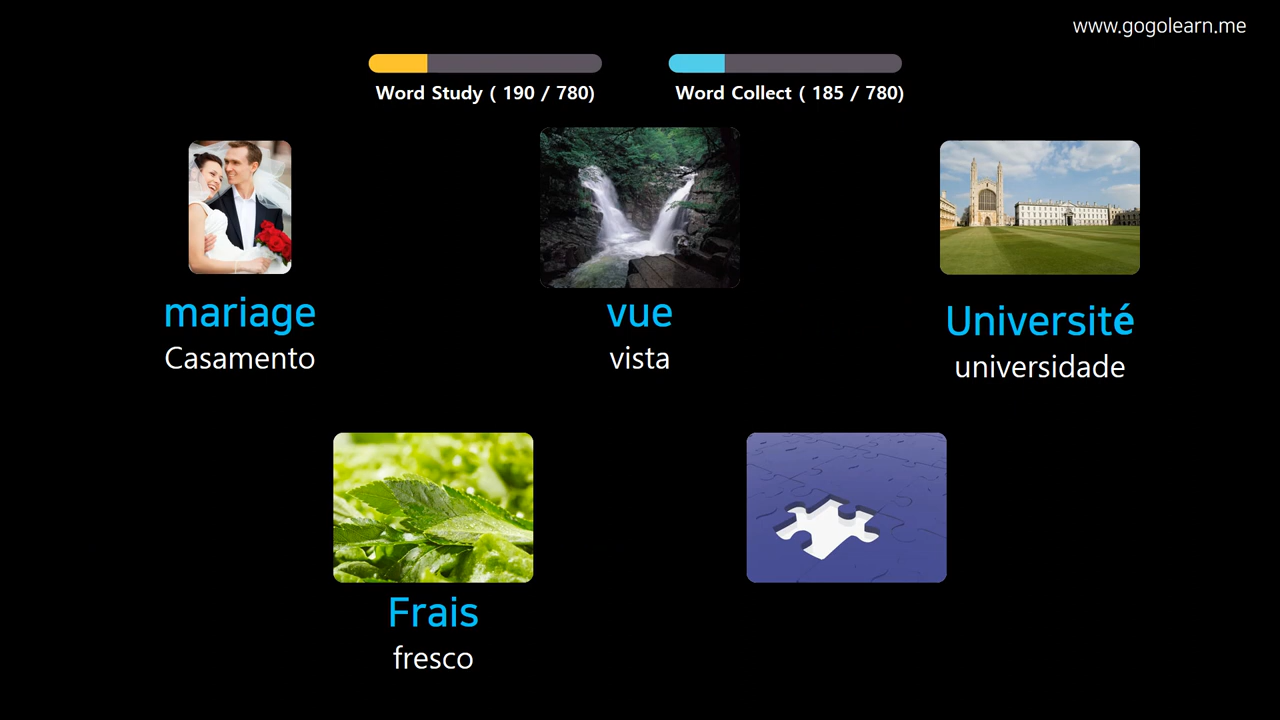 www.gogolearn.me
Word Study ( 190 / 780)
Word Collect ( 185 / 780)
mariage
Casamento
vue
vista
Université
universidade
Frais
fresco